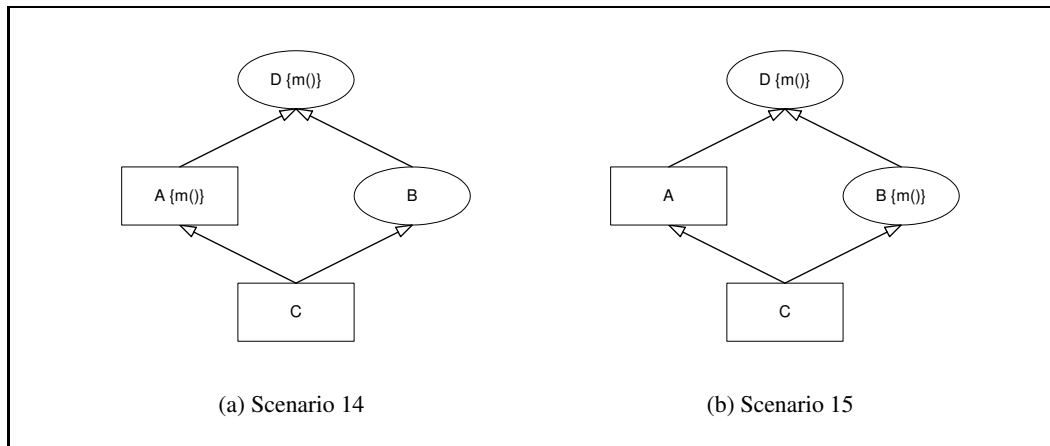 D {m()}
A {m()}
B
C
(a) Scenario 14
D {m()}
A
B {m()}
C
(b) Scenario 15